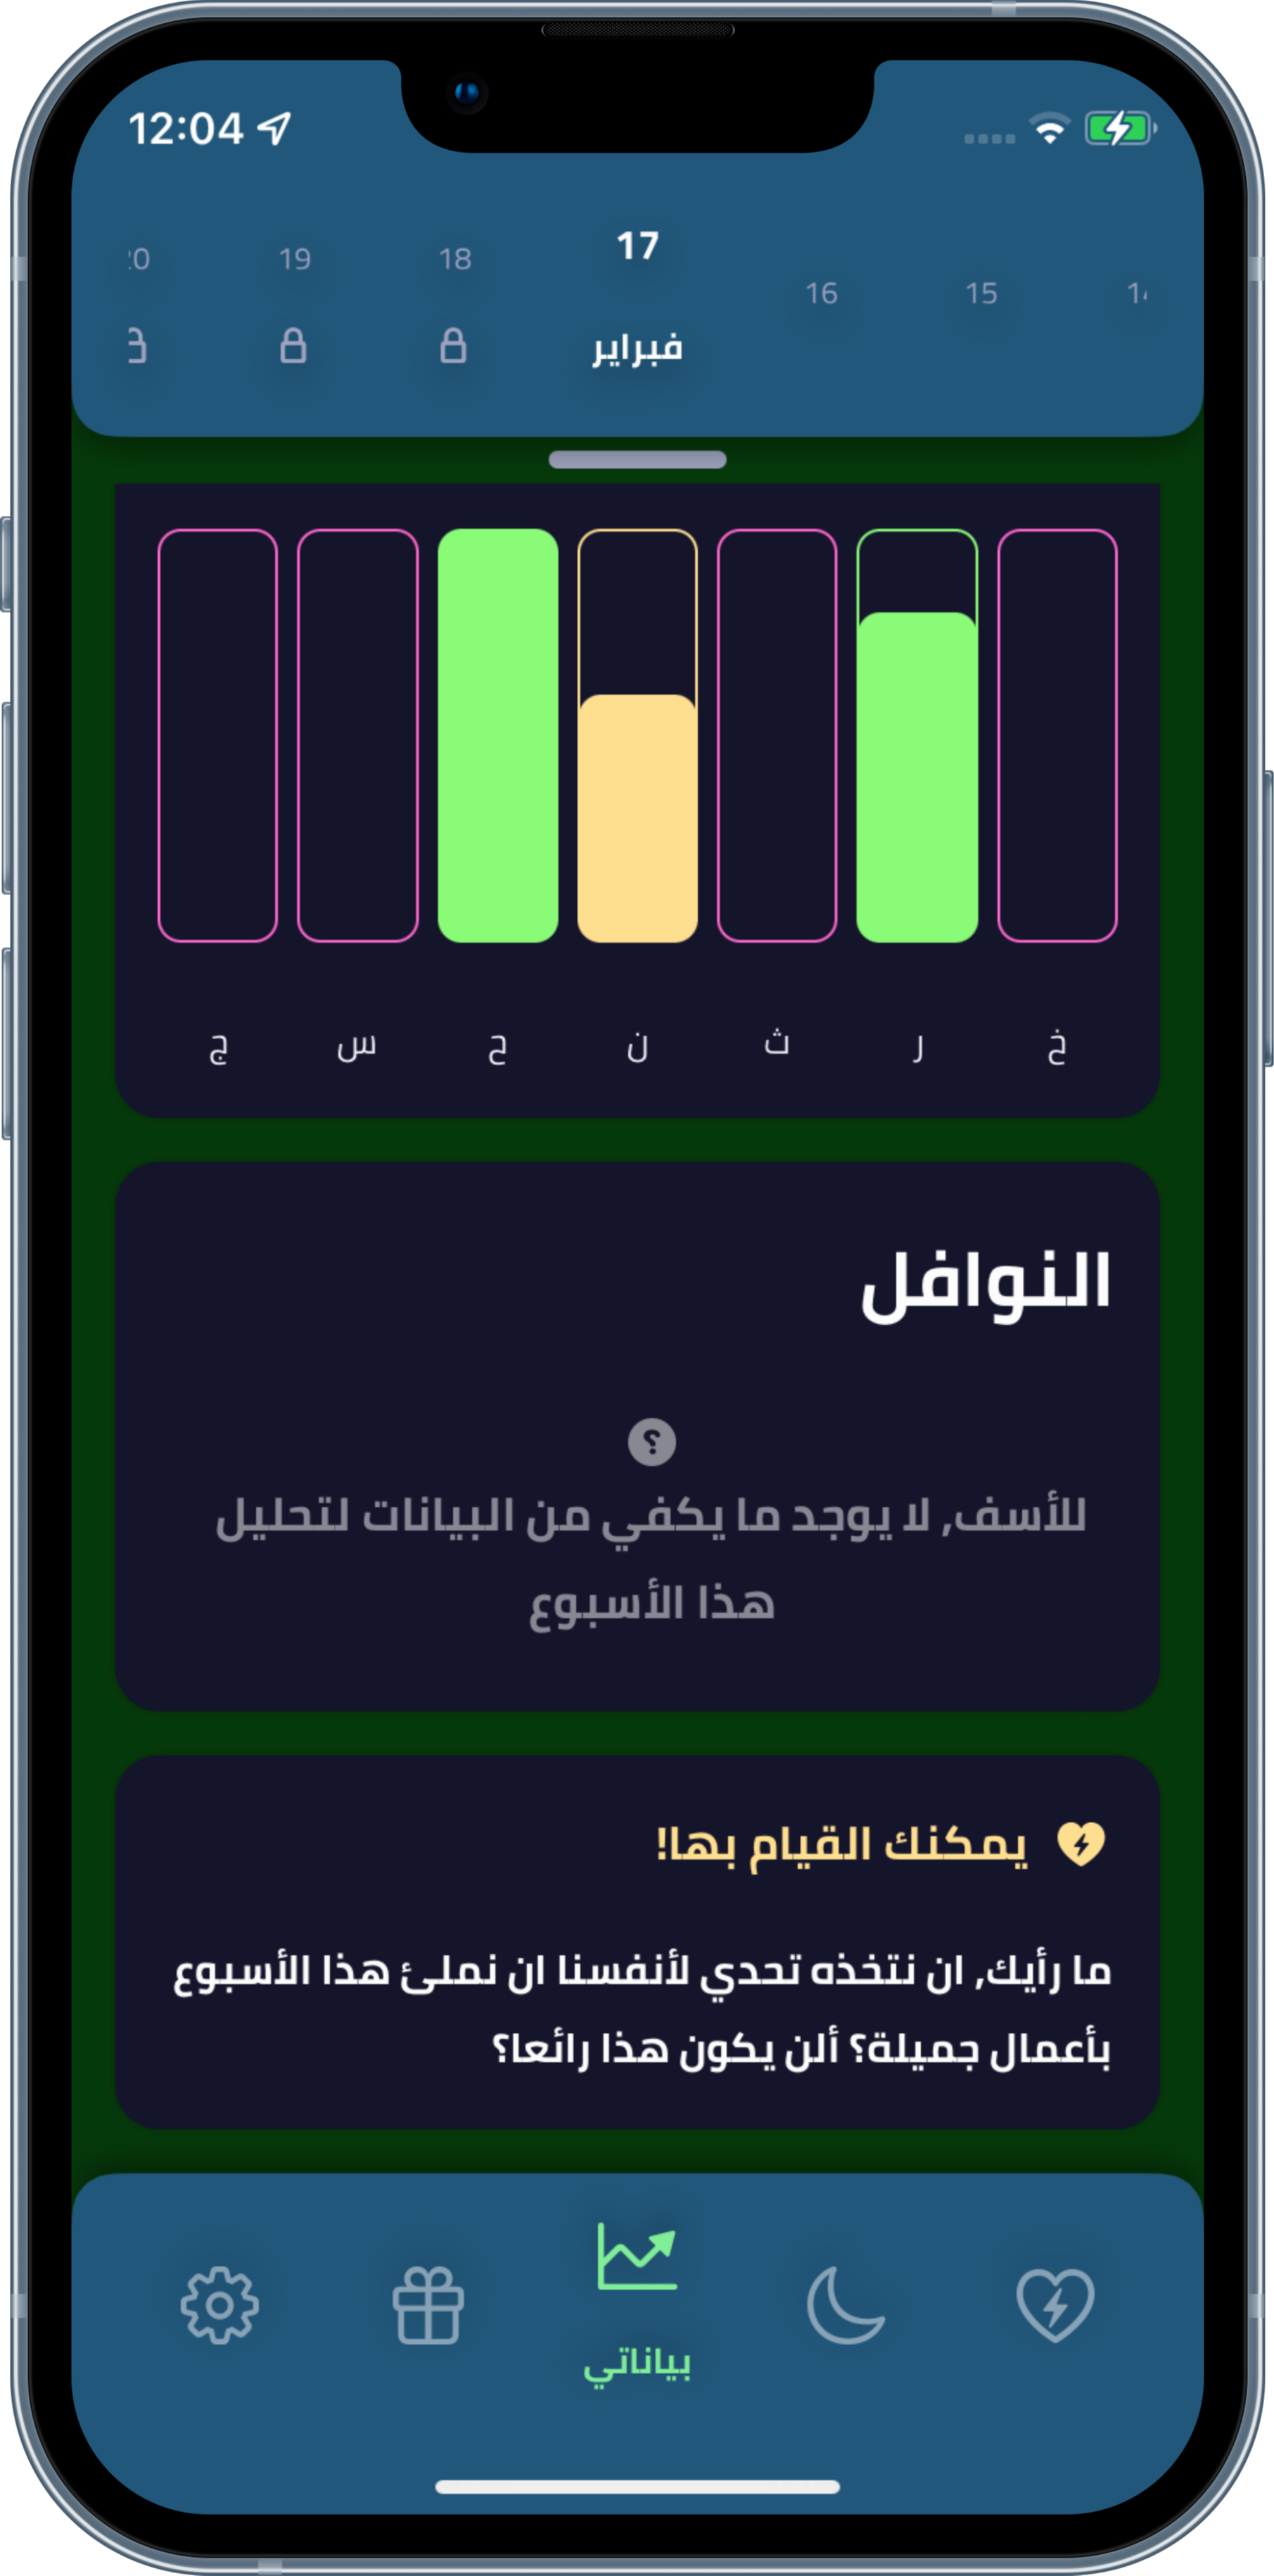 12:04
16 15
17
18 19
فبراير
خ ر ث ن ح س ج
النوافل
للأسف, لا يوجد ما يكفي من البيانات لتحليل
هذا الأسبوع
يمكنك القيام بها!
ما رأيك, ان نتخذه تحدي لأنفسنا ان نملئ هذا الأسبوع
بأعمال جميلة؟ ألن يكون هذا رائعا؟
بياناتي